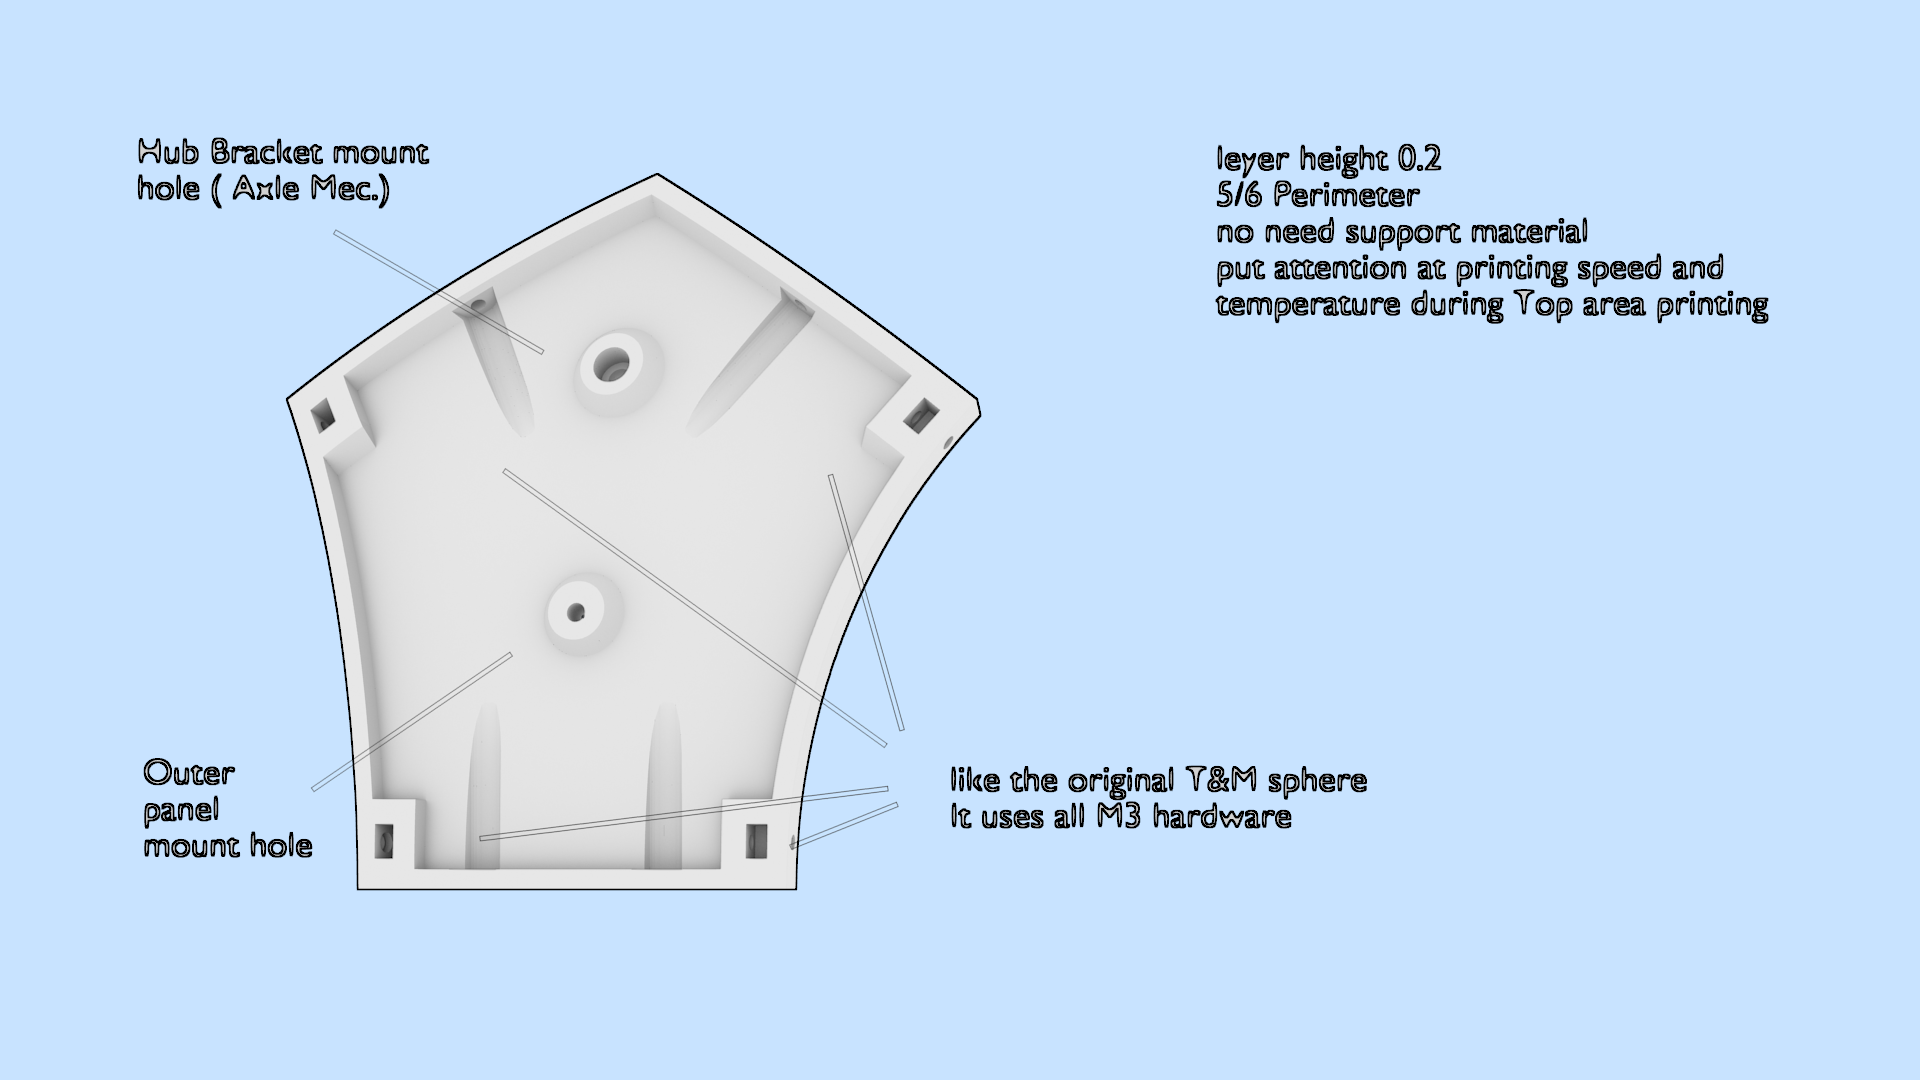 Hub Bracket mount
hole ( Axle Mec.)
leyer height 0.2
5/6 Perimeter
no need support material
put attention at printing speed and
temperature during Top area printing
Outer
panel
mount hole
like the original T&M sphere
It uses all M3 hardware